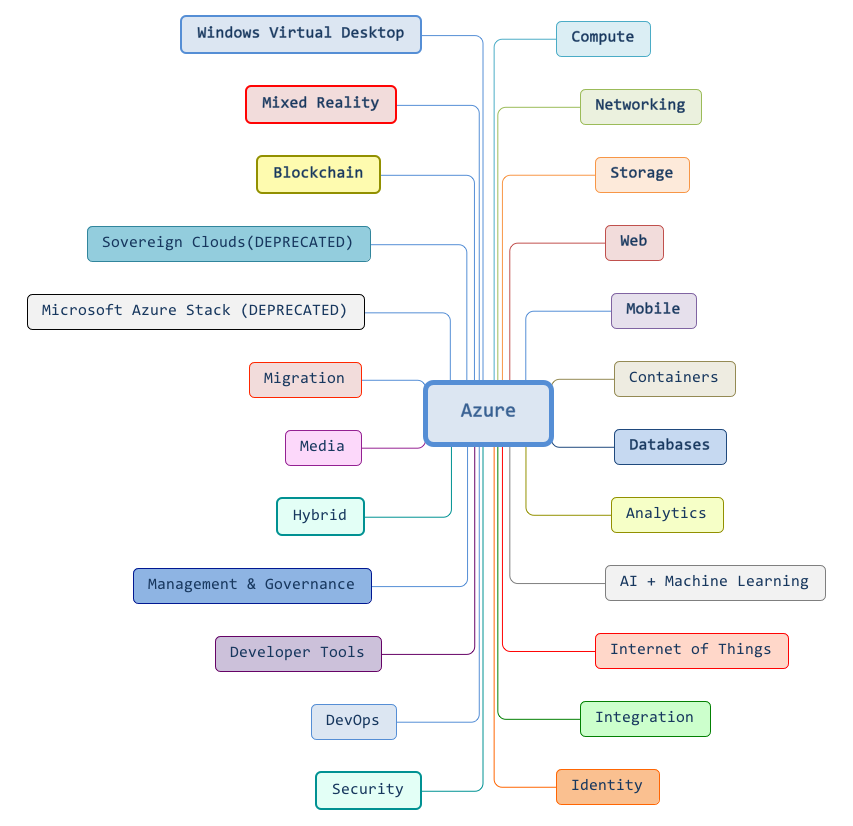 Windows Virtual Desktop
Mixed Reality
Blockchain
Sovereign Clouds(DEPRECATED)
Microsoft Azure Stack (DEPRECATED)
Migration
Media
Hybrid
Management & Governance
Developer Tools
DevOps
Security
Azure
Compute
Networking
Storage
Web
Mobile
Containers
Databases
Analytics
AI + Machine Learning
Internet of Things
Integration
Identity